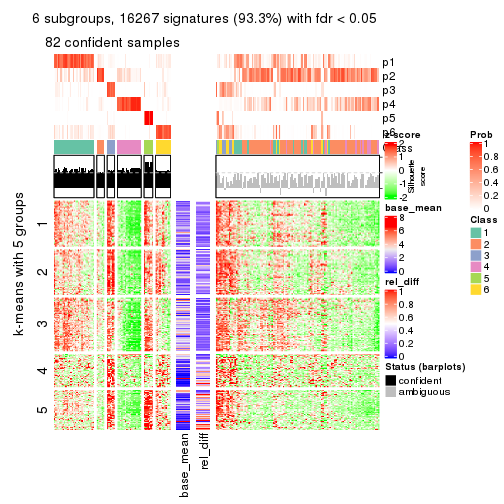 6 subgroups, 16267 signatures (93.3%) with fdr < 0.05
82 confident samples
p1
p2
p3
p4
p5
p6
Class
z-score
2
1
0
-1
-2
Silhouette
score
k-means with 5 groups
1
2
3
4
5
base_mean
rel_diff
base_mean
8
6
4
2
0
rel_diff
1
0.8
0.6
0.4
0.2
0
Status (barplots)
confident
ambiguous
Prob
1
0.8
0.6
0.4
0.2
0
Class
1
2
3
4
5
6